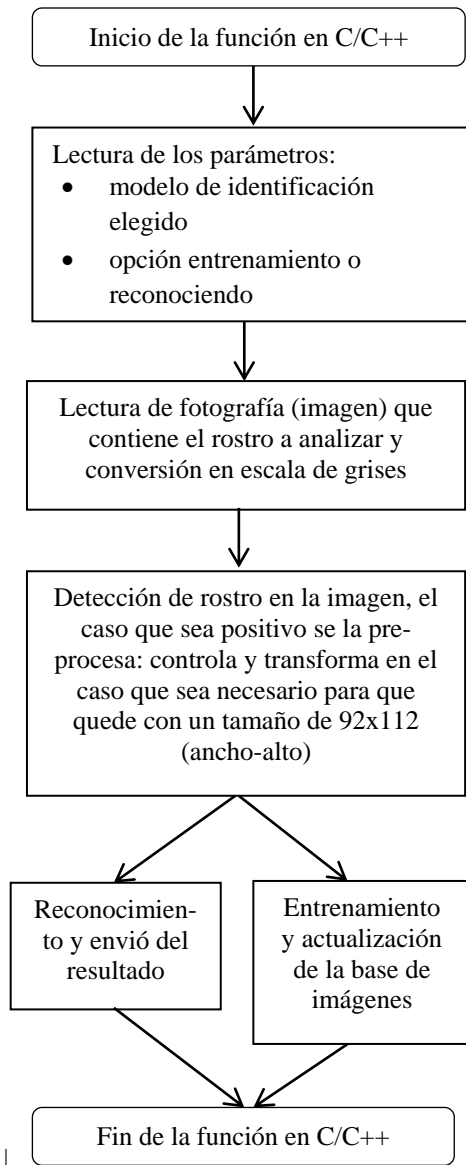 Inicio de la función en C/C++
Lectura de los parámetros:
• modelo de identificación
elegido
• opción entrenamiento o
reconociendo
Lectura de fotografía (imagen) que
contiene el rostro a analizar y
conversión en escala de grises
Detección de rostro en la imagen, el
caso que sea positivo se la pre-
procesa: controla y transforma en el
caso que sea necesario para que
quede con un tamaño de 92x112
(ancho-alto)
Reconocimien-
to y envió del
resultado
Entrenamiento
y actualización
de la base de
imágenes
Fin de la función en C/C++